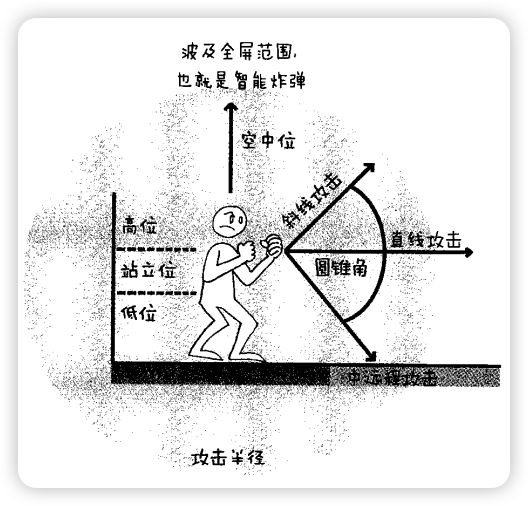 波及全屏范围,
也就是智能炸弹
空中位
斜线攻击
高位
直线攻击
站立位
圆锥角
低位
中远程攻击
攻击半径